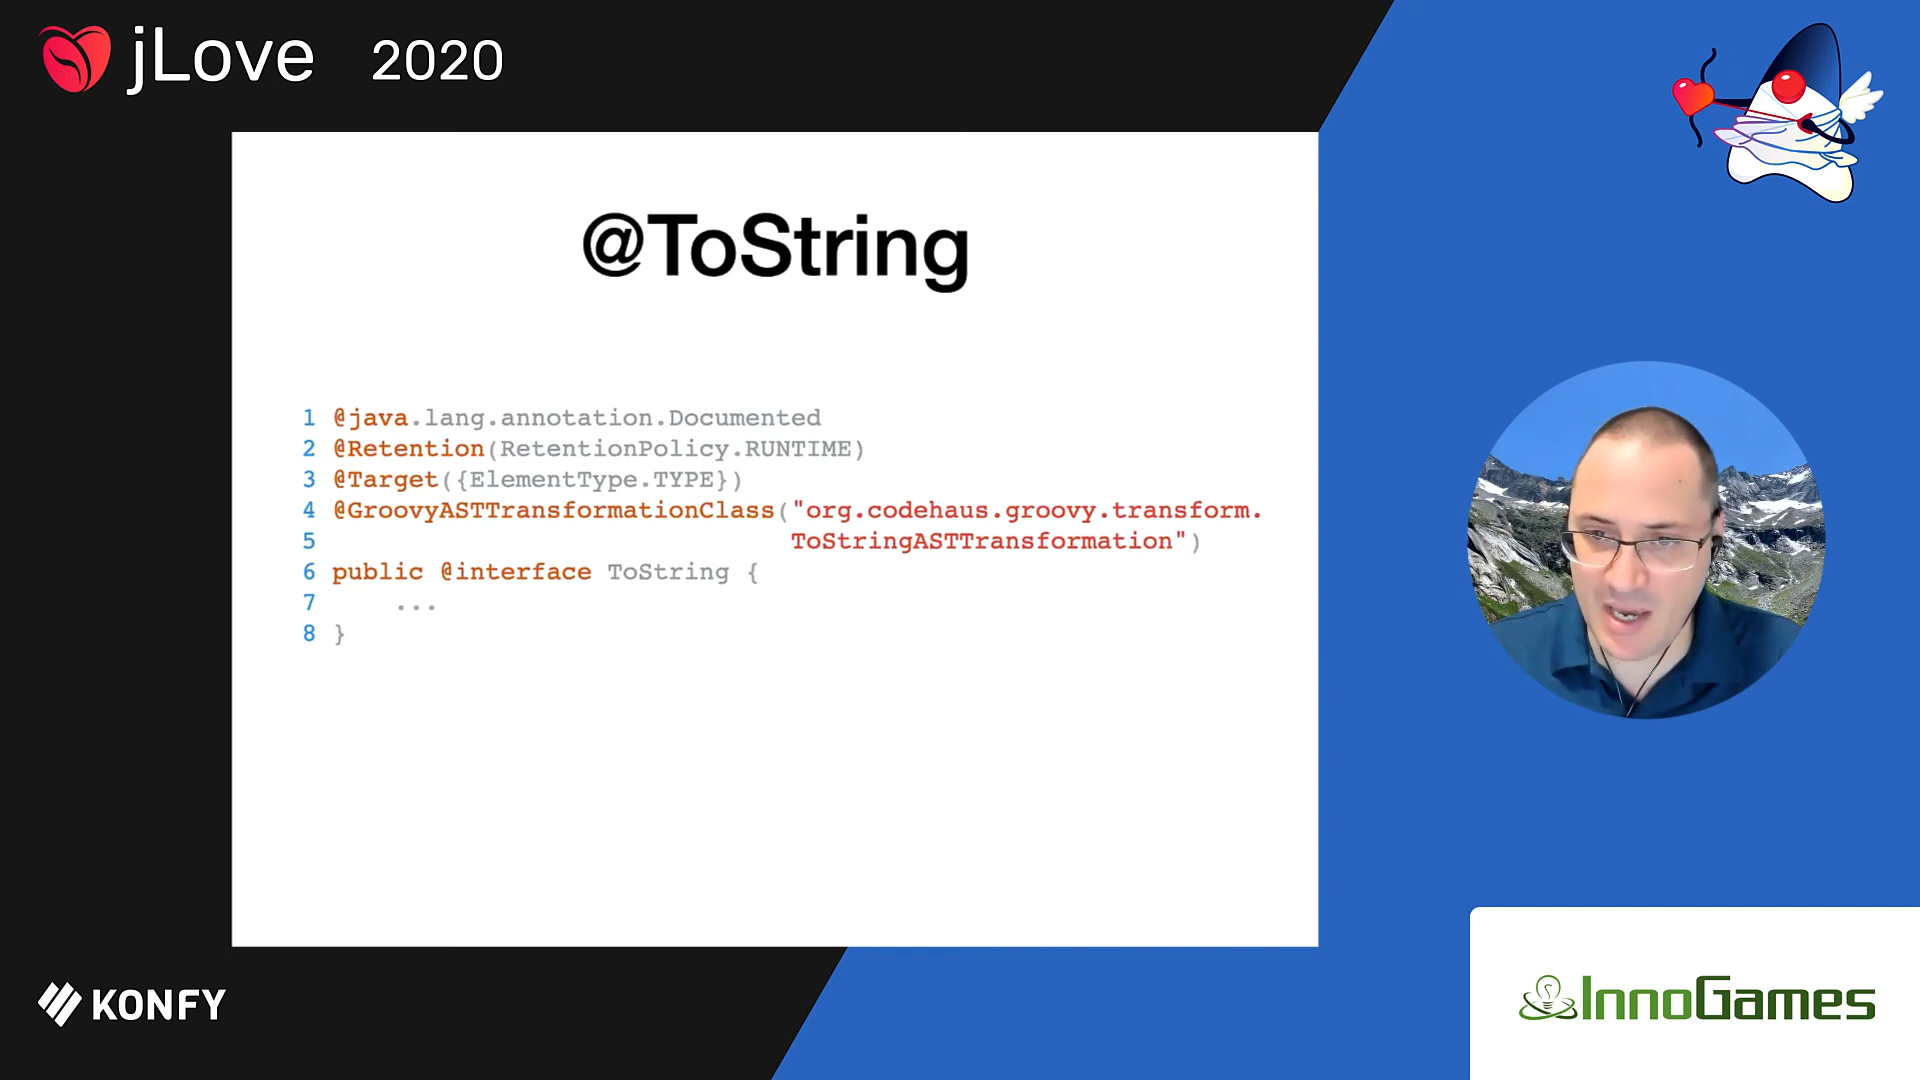 jLove 2020
@ToString
1 @java.lang.annotation.Documented
2 @Retention(RetentionPolicy.RUNTIME)
3 @Target({ElementType.TYPE})
4 @GroovyASTTransformationClass("org.codehaus.groovy.transform.
5 ToStringASTTransformation")
6 public @interface ToString {
7 ...
8 }
KONFY
InnoGames